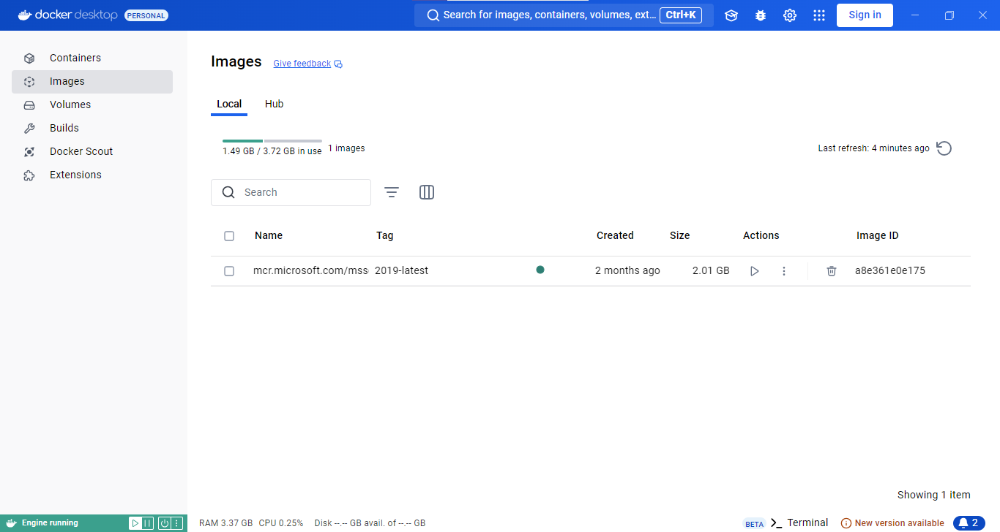 docker desktop PERSONAL
Search for images, containers, volumes, ext... Ctrl+K
Sign in
Containers
Images
Volumes
Builds
Docker Scout
Extensions
Images Give feedback
Local Hub
1.49 GB / 3.72 GB in use 1 images
Last refresh: 4 minutes ago
Search
Name Tag Created Size Actions Image ID
mcr.microsoft.com/mss 2019-latest 2 months ago 2.01 GB a8e361e0e175
Showing 1 item
Engine running
RAM 3.37 GB CPU 0.25% Disk --.-- GB avail. of --.-- GB
BETA >_ Terminal New version available 2